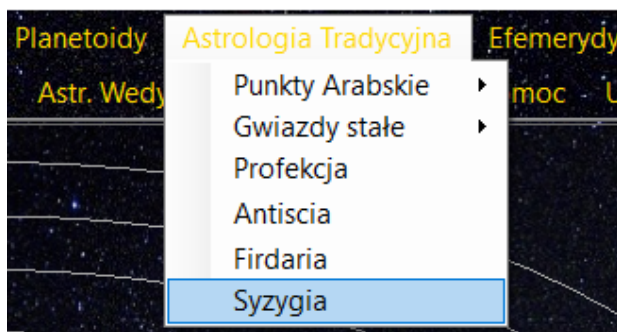 Planetoidy Astrologia Tradycyjna Efemerydy
Astr. Wedy moc U
Punkty Arabskie
Gwiazdy stałe
Profekcja
Antiscia
Firdaria
Syzygia